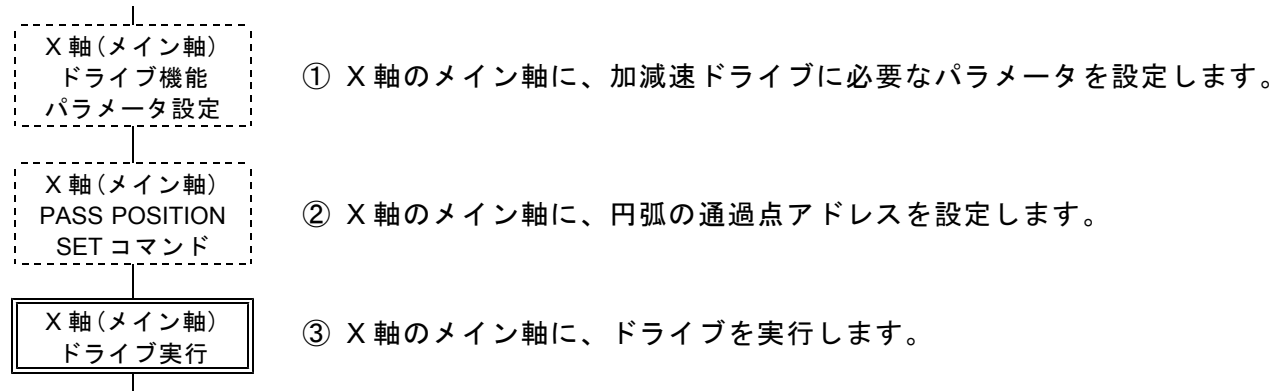 X 軸(メイン軸)
ドライブ機能
パラメータ設定
① X 軸のメイン軸に、加減速ドライブに必要なパラメータを設定します。
X 軸(メイン軸)
PASS POSITION
SET コマンド
② X 軸のメイン軸に、円弧の通過点アドレスを設定します。
X 軸(メイン軸)
ドライブ実行
③ X 軸のメイン軸に、ドライブを実行します。